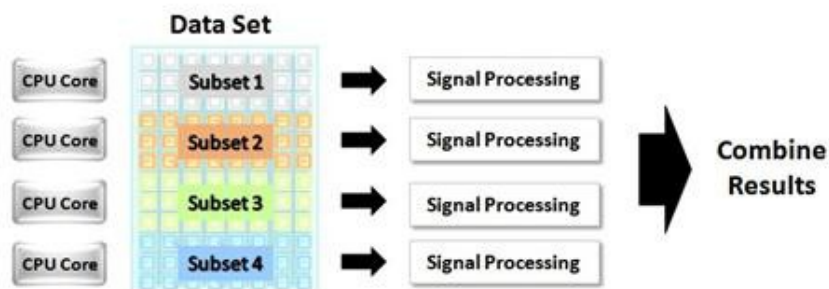 Data Set
CPU Core
Subset 1
Signal Processing
CPU Core
Subset 2
Signal Processing
Combine
Results
CPU Core
Subset 3
Signal Processing
CPU Core
Subset 4
Signal Processing